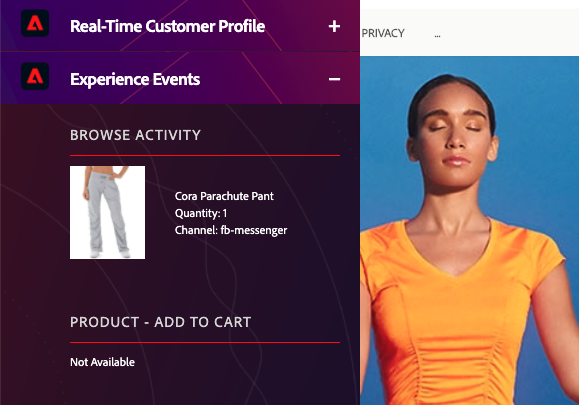 Real-Time Customer Profile
PRIVACY ...
Experience Events
BROWSE ACTIVITY
Cora Parachute Pant
Quantity: 1
Channel: fb-messenger
PRODUCT - ADD TO CART
Not Available